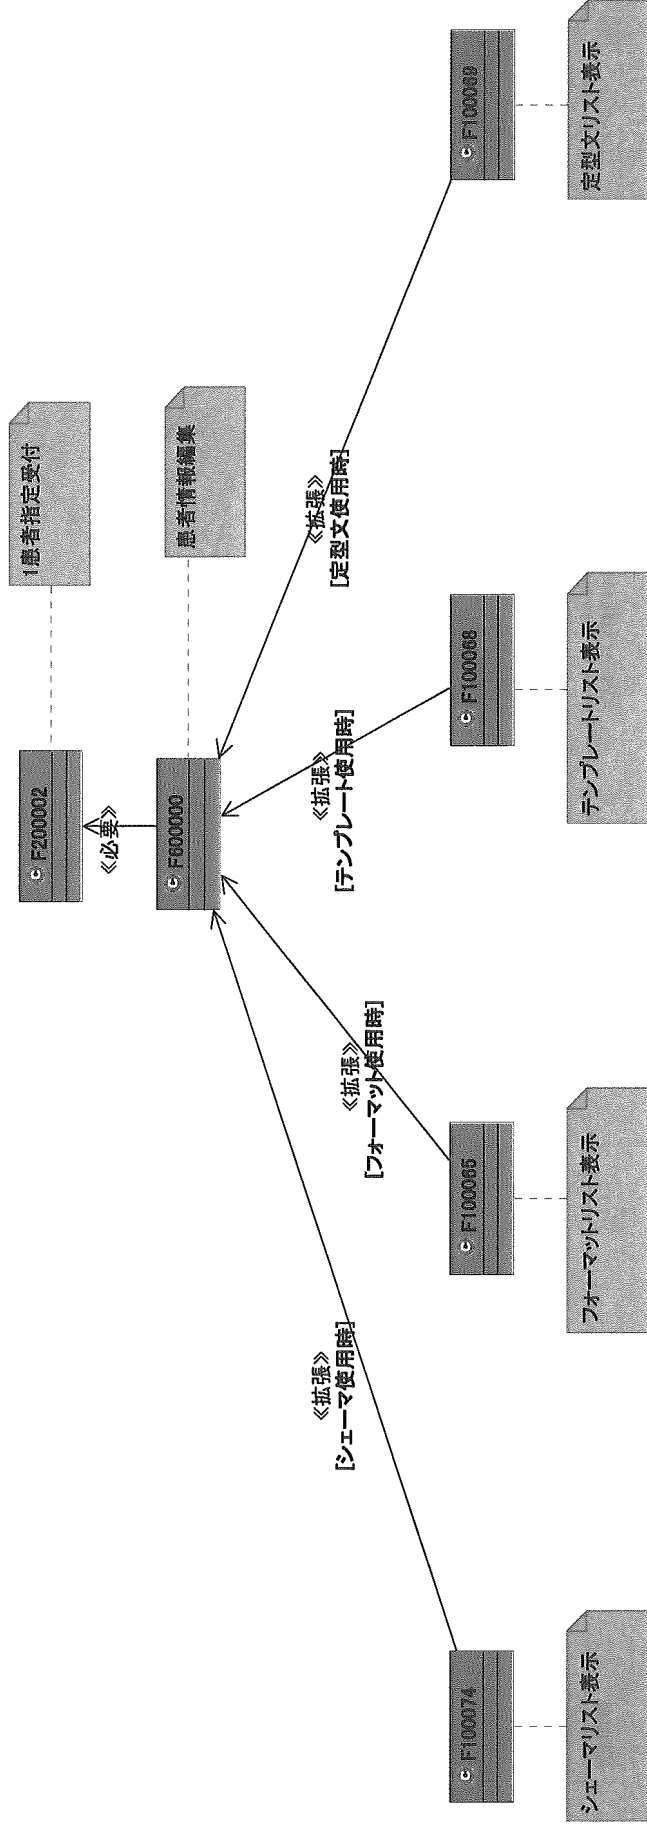 1患者指定受付
C F200002
≪必要≫
患者情報編集
C F600000
≪拡張≫
[シェーマ使用時]
≪拡張≫
[フォーマット使用時]
≪拡張≫
[テンプレート使用時]
≪拡張≫
[定型文使用時]
C F100074
C F100065
C F100068
C F100069
シェーマリスト表示
フォーマットリスト表示
テンプレートリスト表示
定型文リスト表示